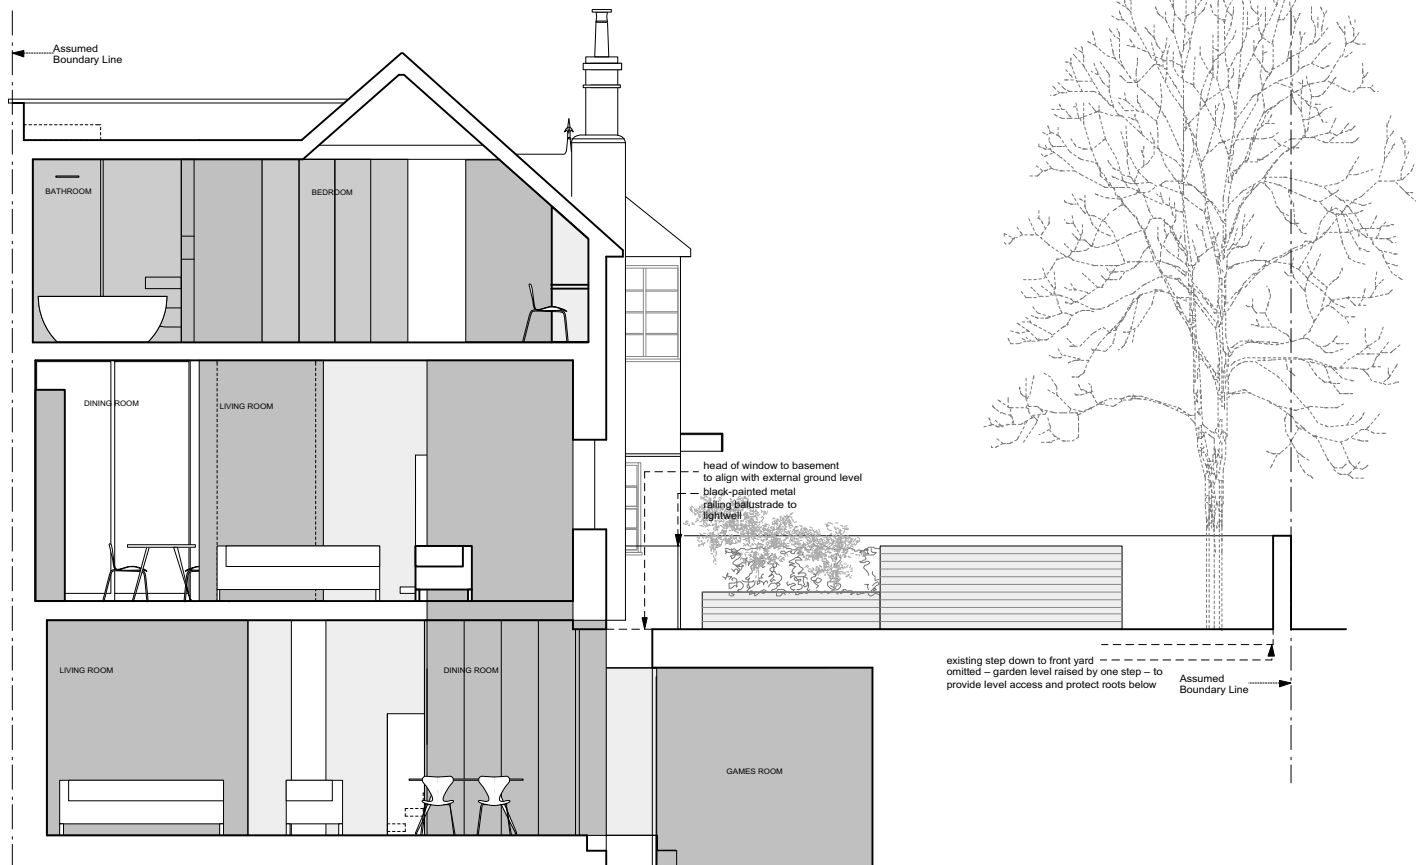 Assumed
Boundary Line
BATHROOM
BEDROOM
DINING ROOM
LIVING ROOM
head of window to basement
to align with external ground level
black-painted metal
railing balustrade to
lightwell
existing step down to front yard
omitted – garden level raised by one step – to
provide level access and protect roots below
Assumed
Boundary Line
LIVING ROOM
DINING ROOM
GAMES ROOM